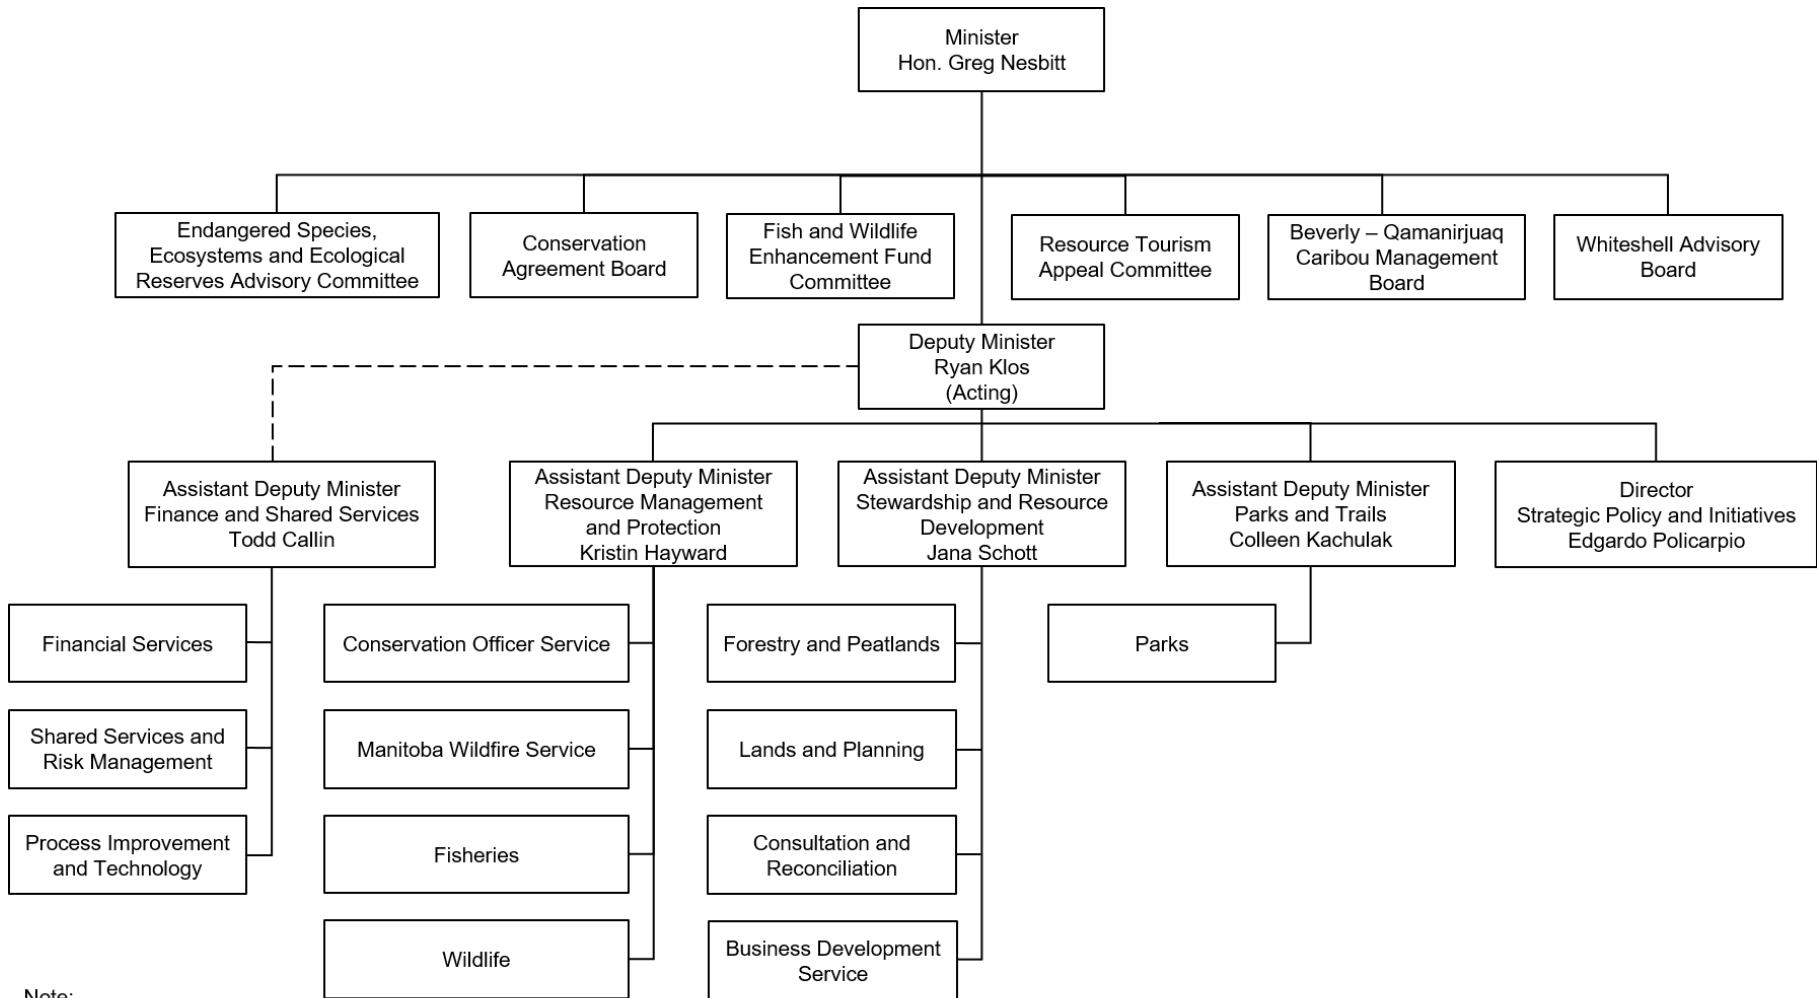 Minister
Hon. Greg Nesbitt
Endangered Species,
Ecosystems and Ecological
Reserves Advisory Committee
Conservation
Agreement Board
Fish and Wildlife
Enhancement Fund
Committee
Resource Tourism
Appeal Committee
Beverly – Qamanirjuaq
Caribou Management
Board
Whiteshell Advisory
Board
Deputy Minister
Ryan Klos
(Acting)
Assistant Deputy Minister
Finance and Shared Services
Todd Callin
Assistant Deputy Minister
Resource Management
and Protection
Kristin Hayward
Assistant Deputy Minister
Stewardship and Resource
Development
Jana Schott
Assistant Deputy Minister
Parks and Trails
Colleen Kachulak
Director
Strategic Policy and Initiatives
Edgardo Policarpio
Financial Services
Conservation Officer Service
Forestry and Peatlands
Parks
Shared Services and
Risk Management
Manitoba Wildfire Service
Lands and Planning
Process Improvement
and Technology
Fisheries
Consultation and
Reconciliation
Wildlife
Business Development
Service
Note: